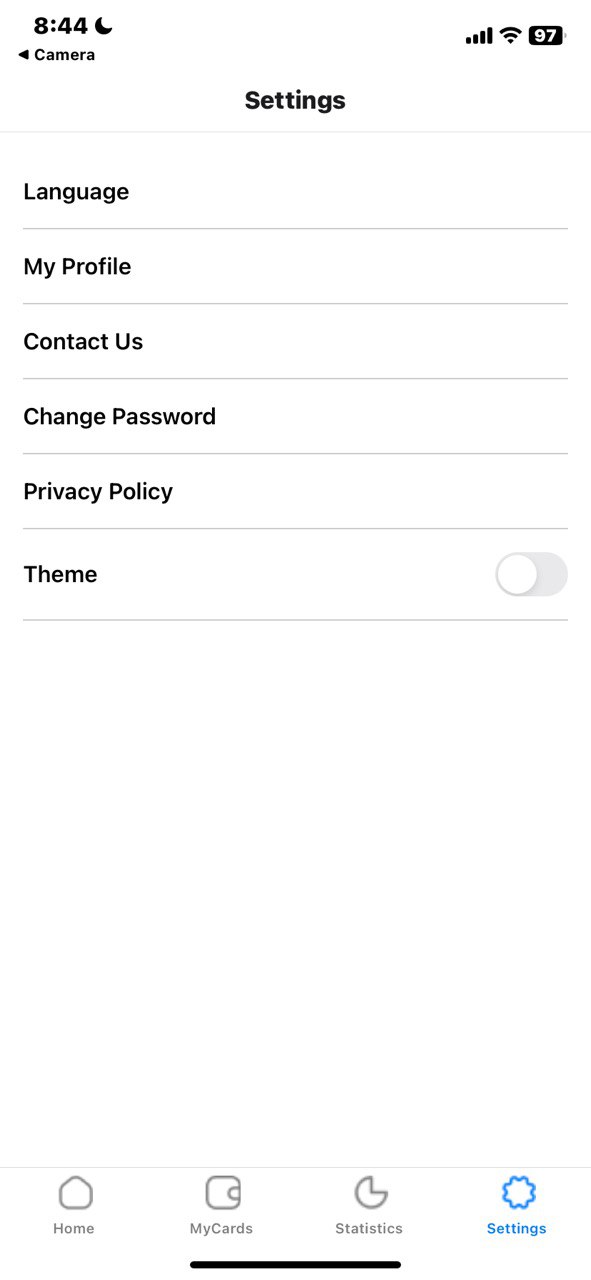 8:44
97
◀ Camera
Settings
Language
My Profile
Contact Us
Change Password
Privacy Policy
Theme
Home
MyCards
Statistics
Settings